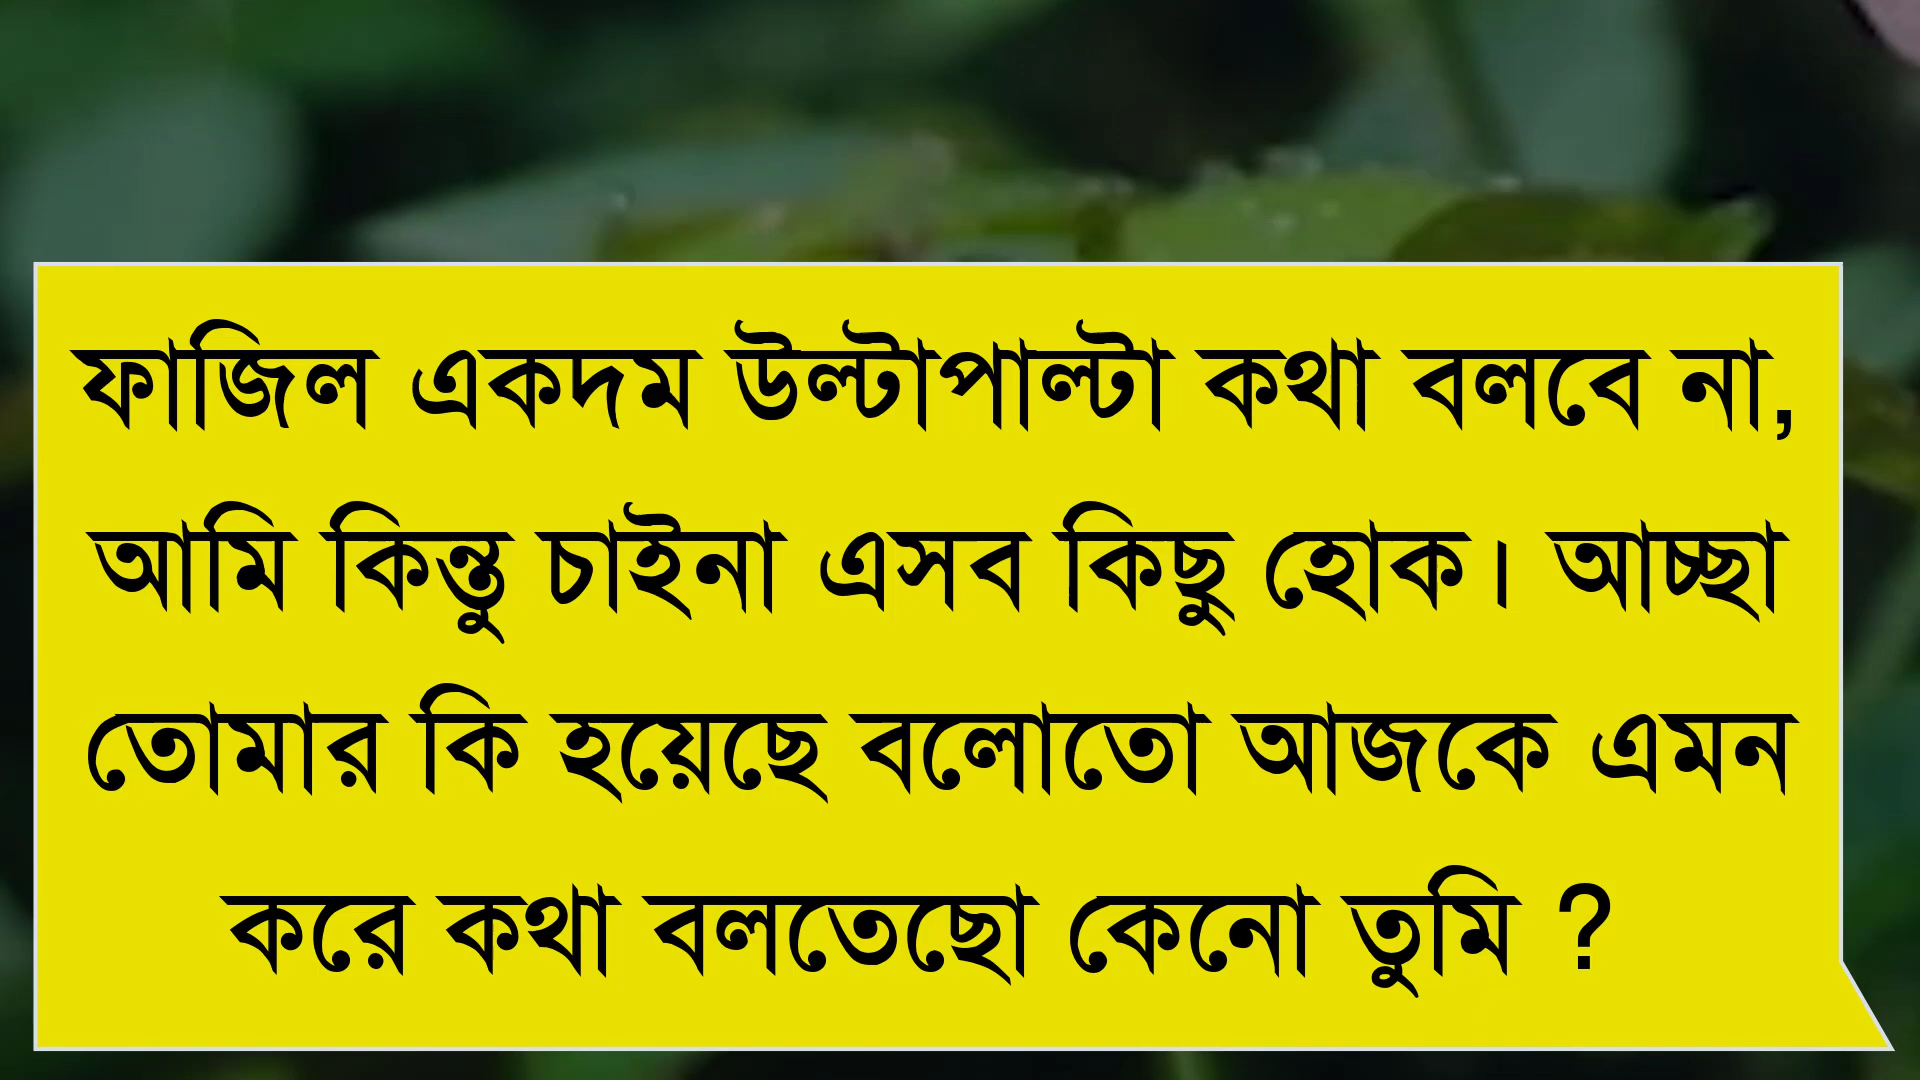 ফাজিল একদম উল্টাপাল্টা কথা বলবে না,
আমি কিন্তু চাইনা এসব কিছু হোক। আচ্ছা
তোমার কি হয়েছে বলোতো আজকে এমন
করে কথা বলতেছো কেনো তুমি ?